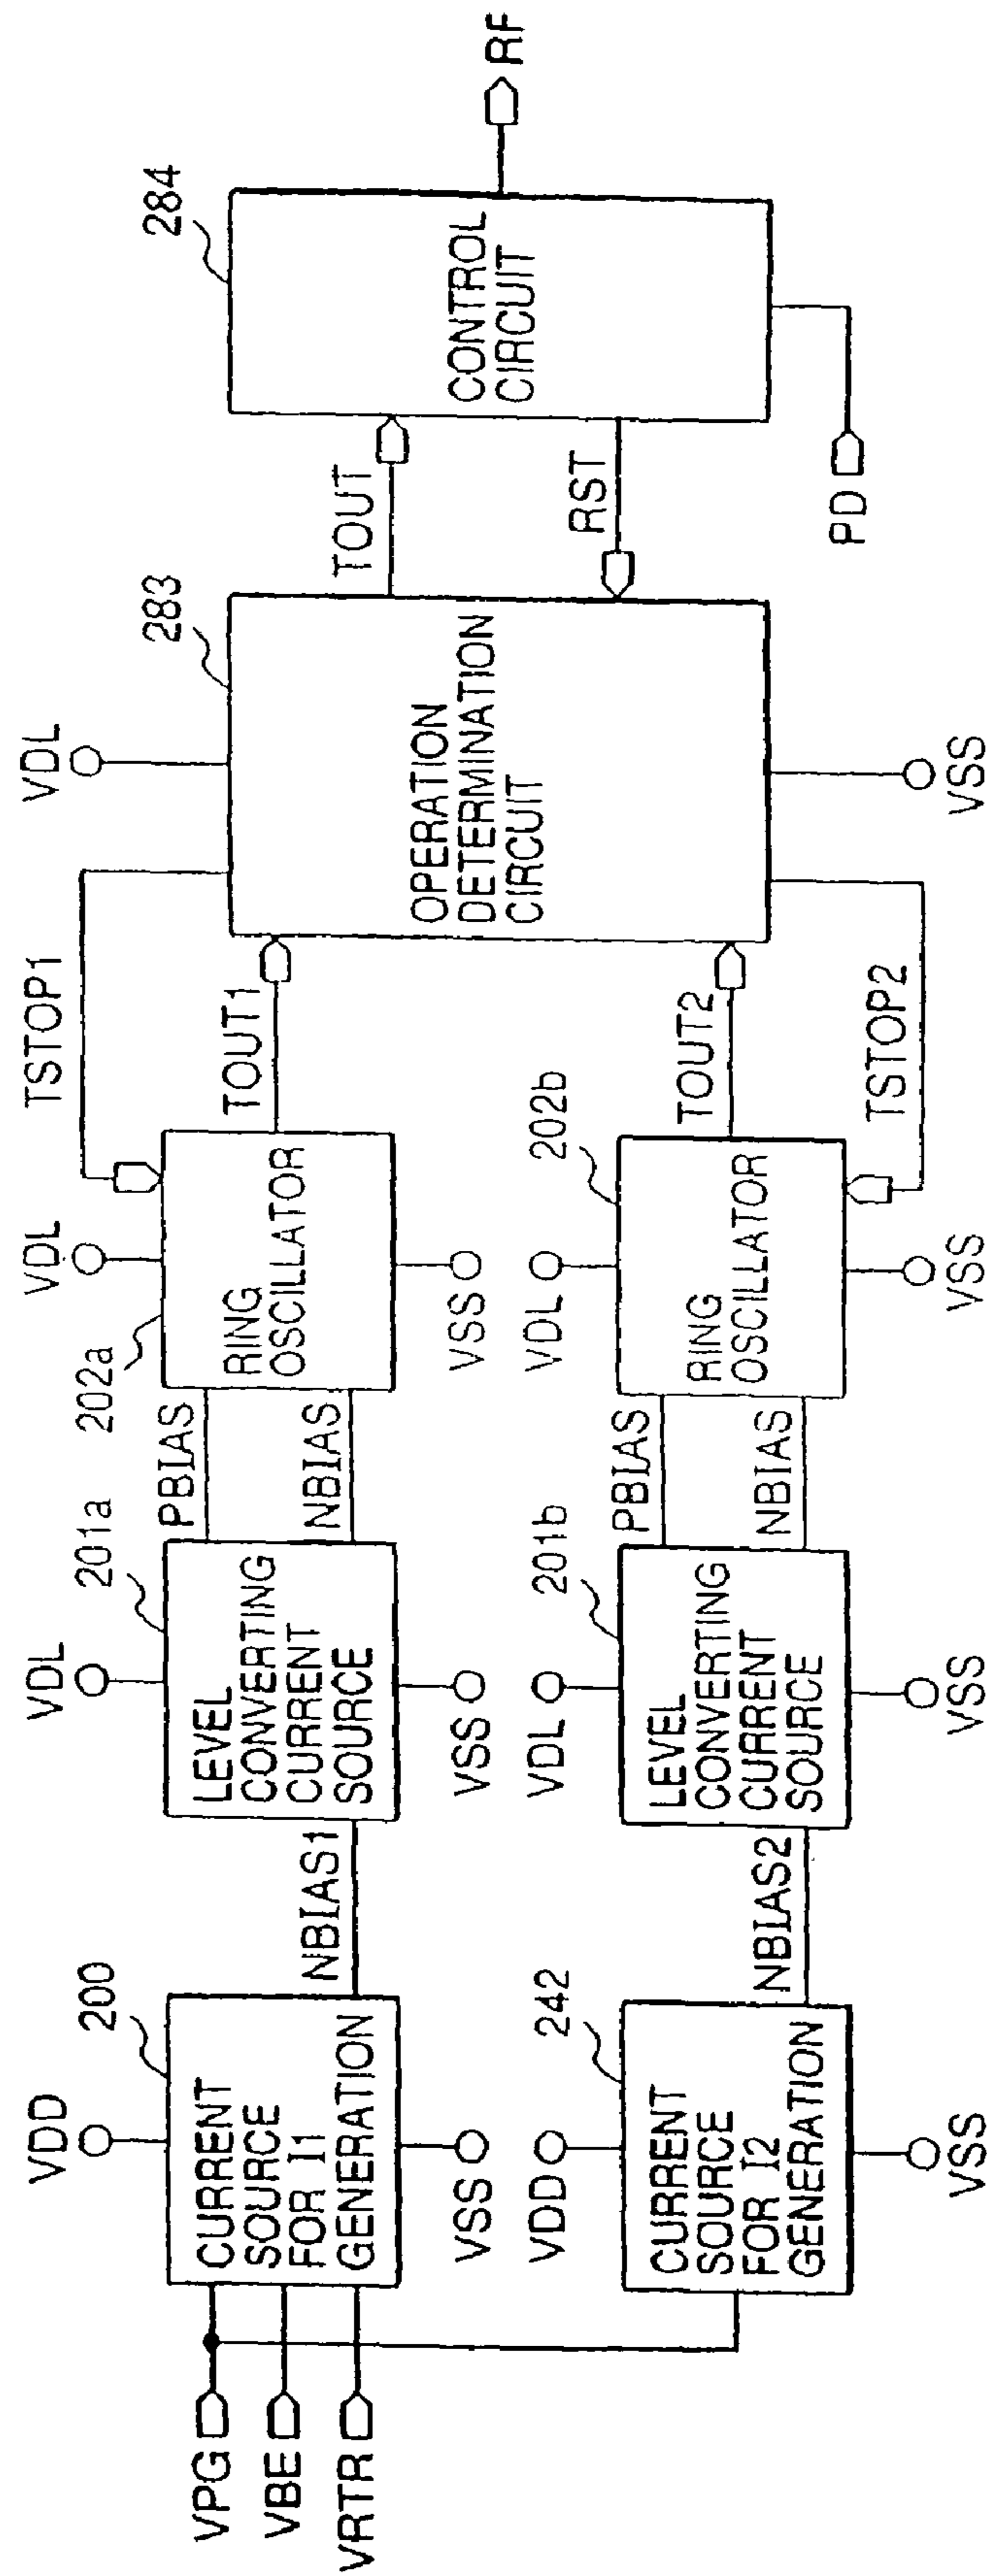 VPG
VBE
VRTR
VDD
200
CURRENT
SOURCE
FOR I1
GENERATION
VSS
NBIAS1
VDL
201a
LEVEL
CONVERTING
CURRENT
SOURCE
VSS
PBIAS
NBIAS
VDL
202a
RING
OSCILLATOR
VSS
TSTOP1
TOUT1
VDD
242
CURRENT
SOURCE
FOR I2
GENERATION
VSS
NBIAS2
VDL
201b
LEVEL
CONVERTING
CURRENT
SOURCE
VSS
PBIAS
NBIAS
VDL
202b
RING
OSCILLATOR
VSS
TOUT2
TSTOP2
VDL
283
OPERATION
DETERMINATION
CIRCUIT
VSS
TOUT
RST
284
CONTROL
CIRCUIT
PD
RF